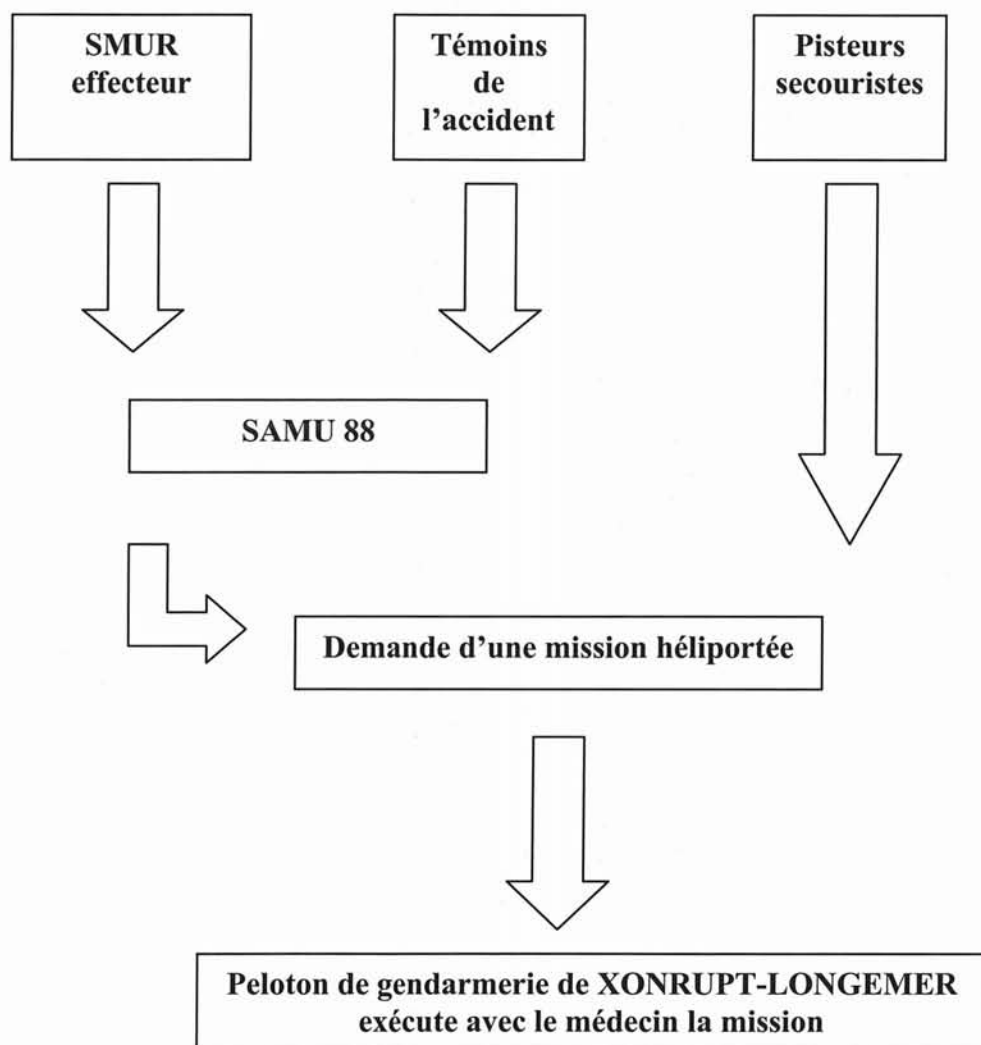 SMUR
effecteur
Témoins
de
l'accident
Pisteurs
secouristes
SAMU 88
Demande d'une mission héliportée
Peloton de gendarmerie de XONRUPT-LONGEMER
exécute avec le médecin la mission